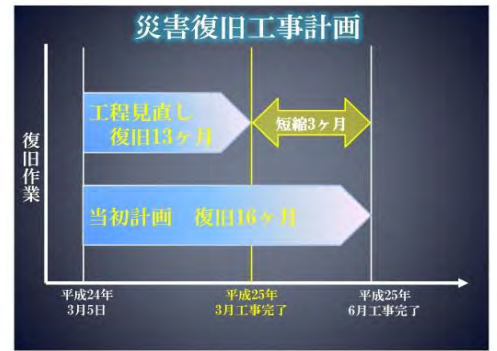 災害復旧工事計画
工程見直し
復旧13ヶ月
短縮3ヶ月
当初計画 復旧16ヶ月
復旧作業
平成24年
3月5日
平成25年
3月工事完了
平成25年
6月工事完了